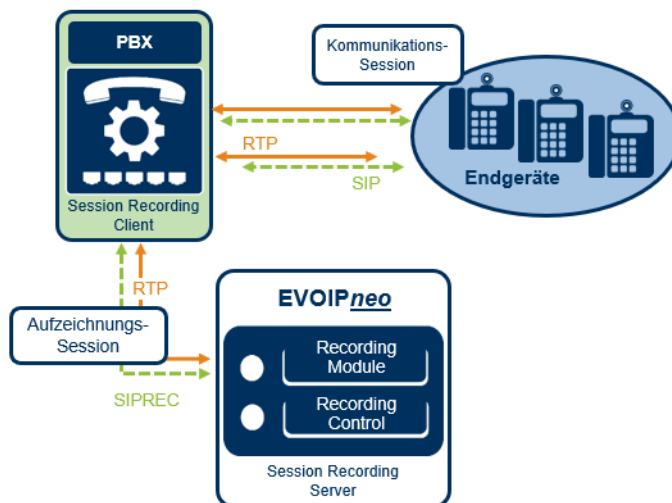 PBX
Kommunikations-
Session
RTP
SIP
Endgeräte
Session Recording
Client
RTP
Aufzeichnungs-
Session
SIPREC
EVOIPneo
Recording
Module
Recording
Control
Session Recording
Server